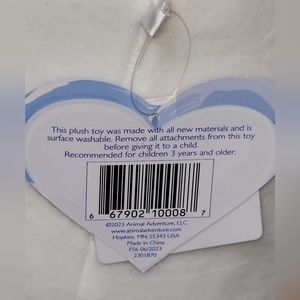 This plush toy was made with all new materials and is
surface washable. Remove all attachments from this toy
before giving it to a child.
Recommended for children 3 years and older.
6 67902 10008 7
©2023 Animal Adventure, LLC
www.animaladventure.com
Hopkins, MN 55343 USA
Made in China
F56 06/2023
2301870